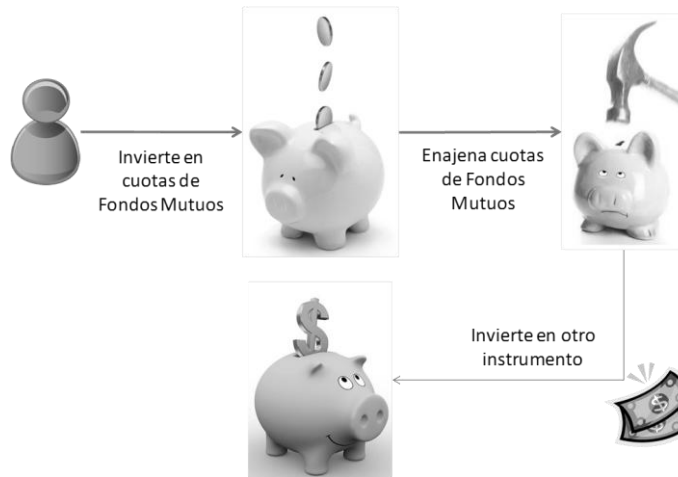 Invierte en
cuotas de
Fondos Mutuos
Enajena cuotas
de Fondos
Mutuos
Invierte en otro
instrumento